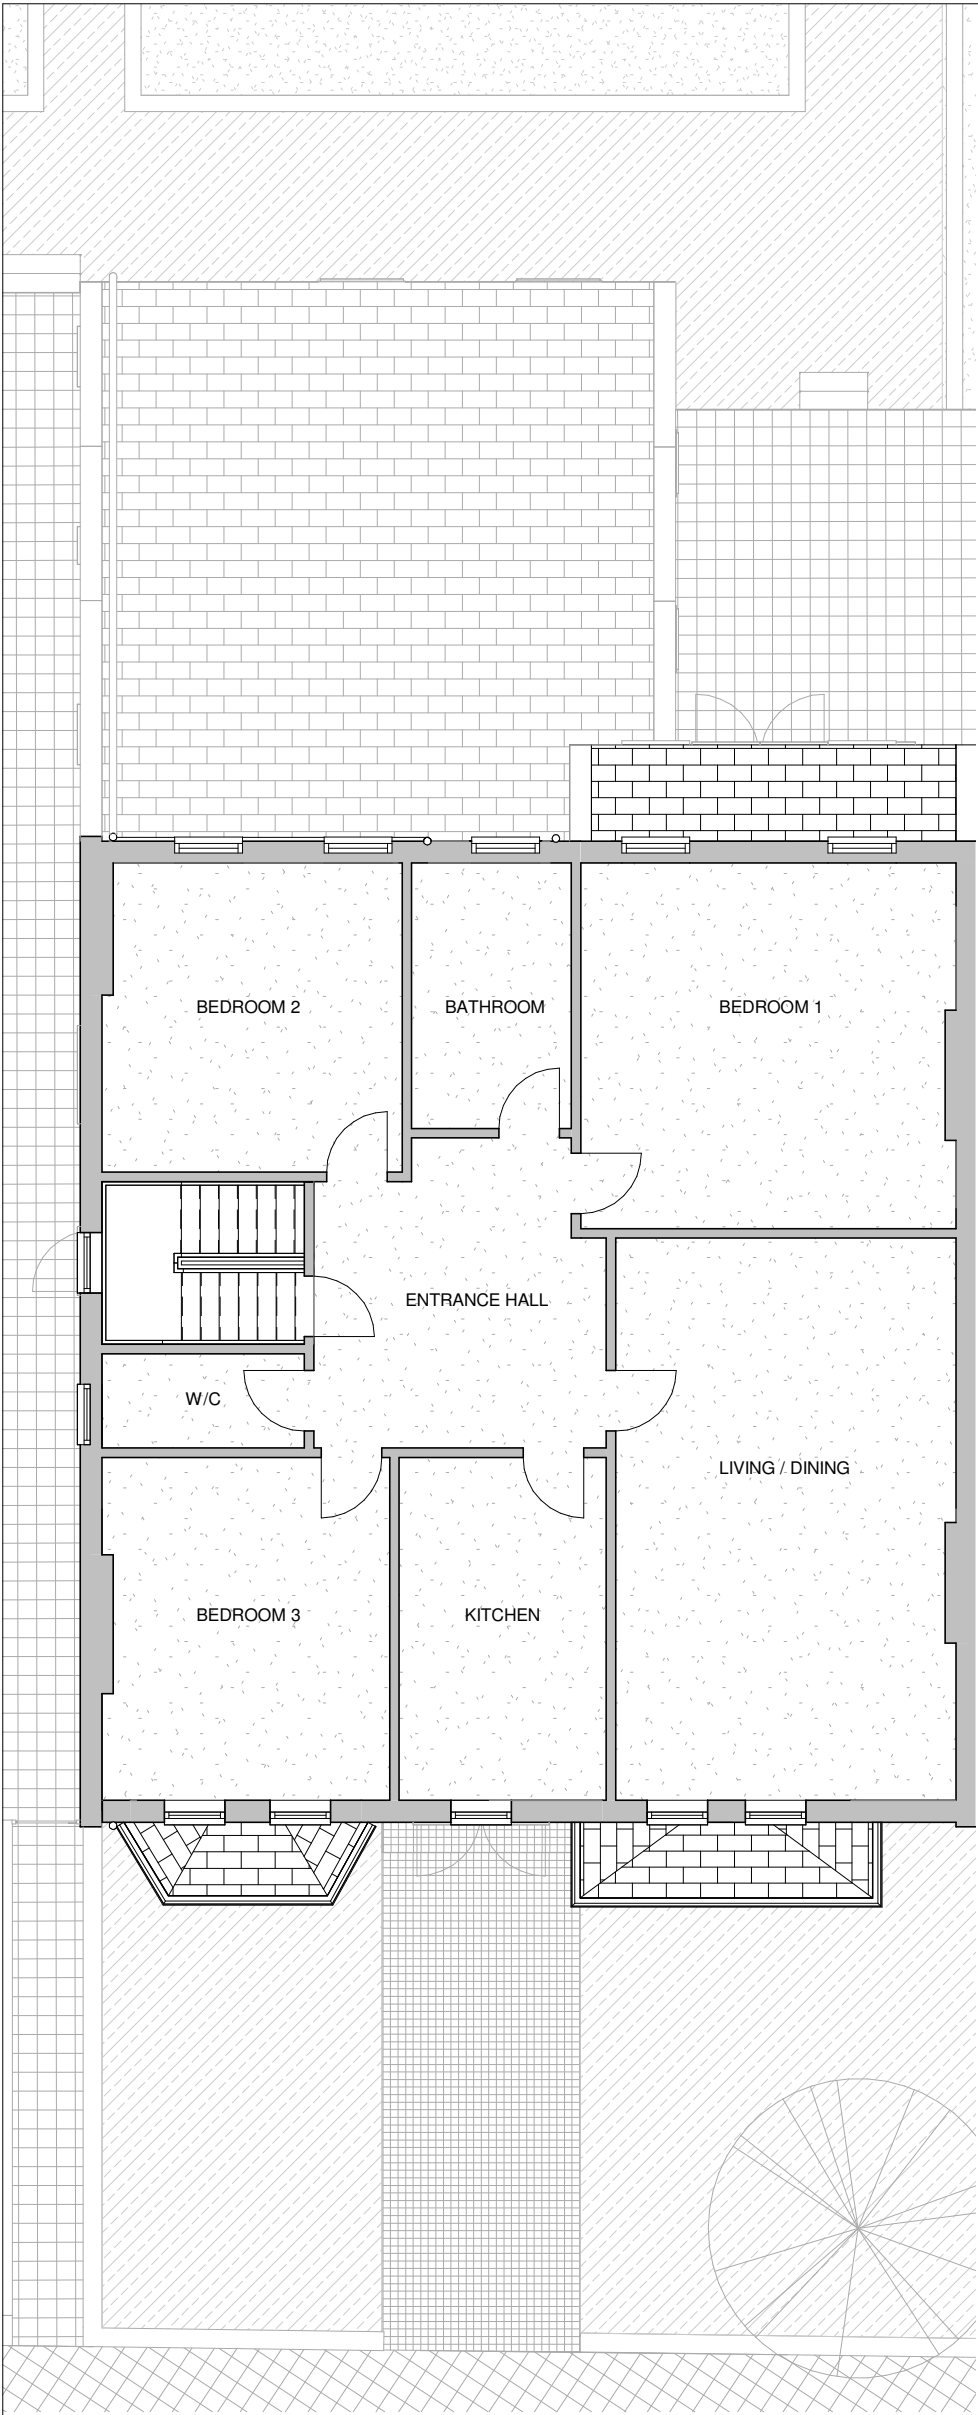 BEDROOM 2
BATHROOM
BEDROOM 1
ENTRANCE HALL
W/C
LIVING / DINING
BEDROOM 3
KITCHEN